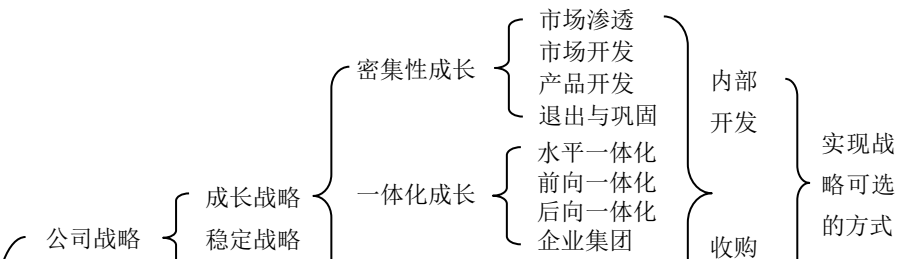 市场渗透
市场开发
产品开发
退出与巩固
密集性成长
水平一体化
前向一体化
后向一体化
企业集团
一体化成长
成长战略
稳定战略
公司战略
内部
开发
收购
实现战
略可选
的方式